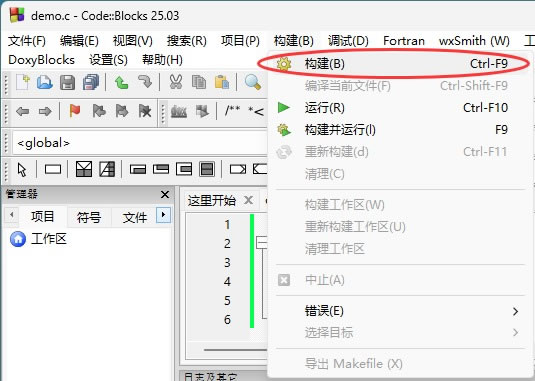 demo.c - Code::Blocks 25.03
文件(F) 编辑(E) 视图(V) 搜索(R) 项目(P) 构建(B) 调试(D) Fortran wxSmith (W)
DoxyBlocks 设置(S) 帮助(H)
构建(B) Ctrl-F9
编译当前文件(F) Ctrl-Shift-F9
运行(R) Ctrl-F10
构建并运行(I) F9
重新构建(d) Ctrl-F11
清理(C)
构建工作区(W)
重新构建工作区(U)
清理工作区
中止(A)
错误(E)
选择目标
导出 Makefile (X)
/** *<
<global>
管理器
项目 符号 文件
工作区
这里开始
1
2
3
4
5
6
日志及其它